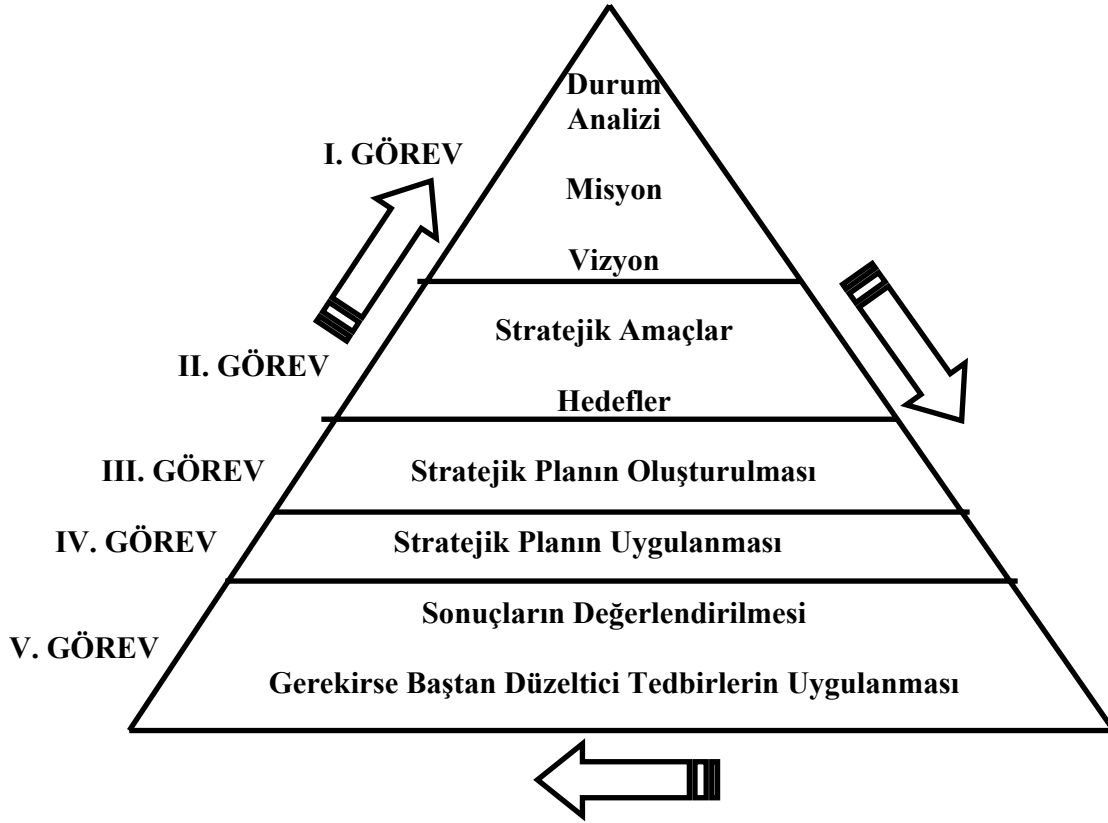 Durum
Analizi
I. GÖREV
Misyon
Vizyon
Stratejik Amaçlar
II. GÖREV
Hedefler
III. GÖREV
Stratejik Planın Oluşturulması
IV. GÖREV
Stratejik Planın Uygulanması
Sonuçların Değerlendirilmesi
V. GÖREV
Gerekirse Baştan Düzeltici Tedbirlerin Uygulanması